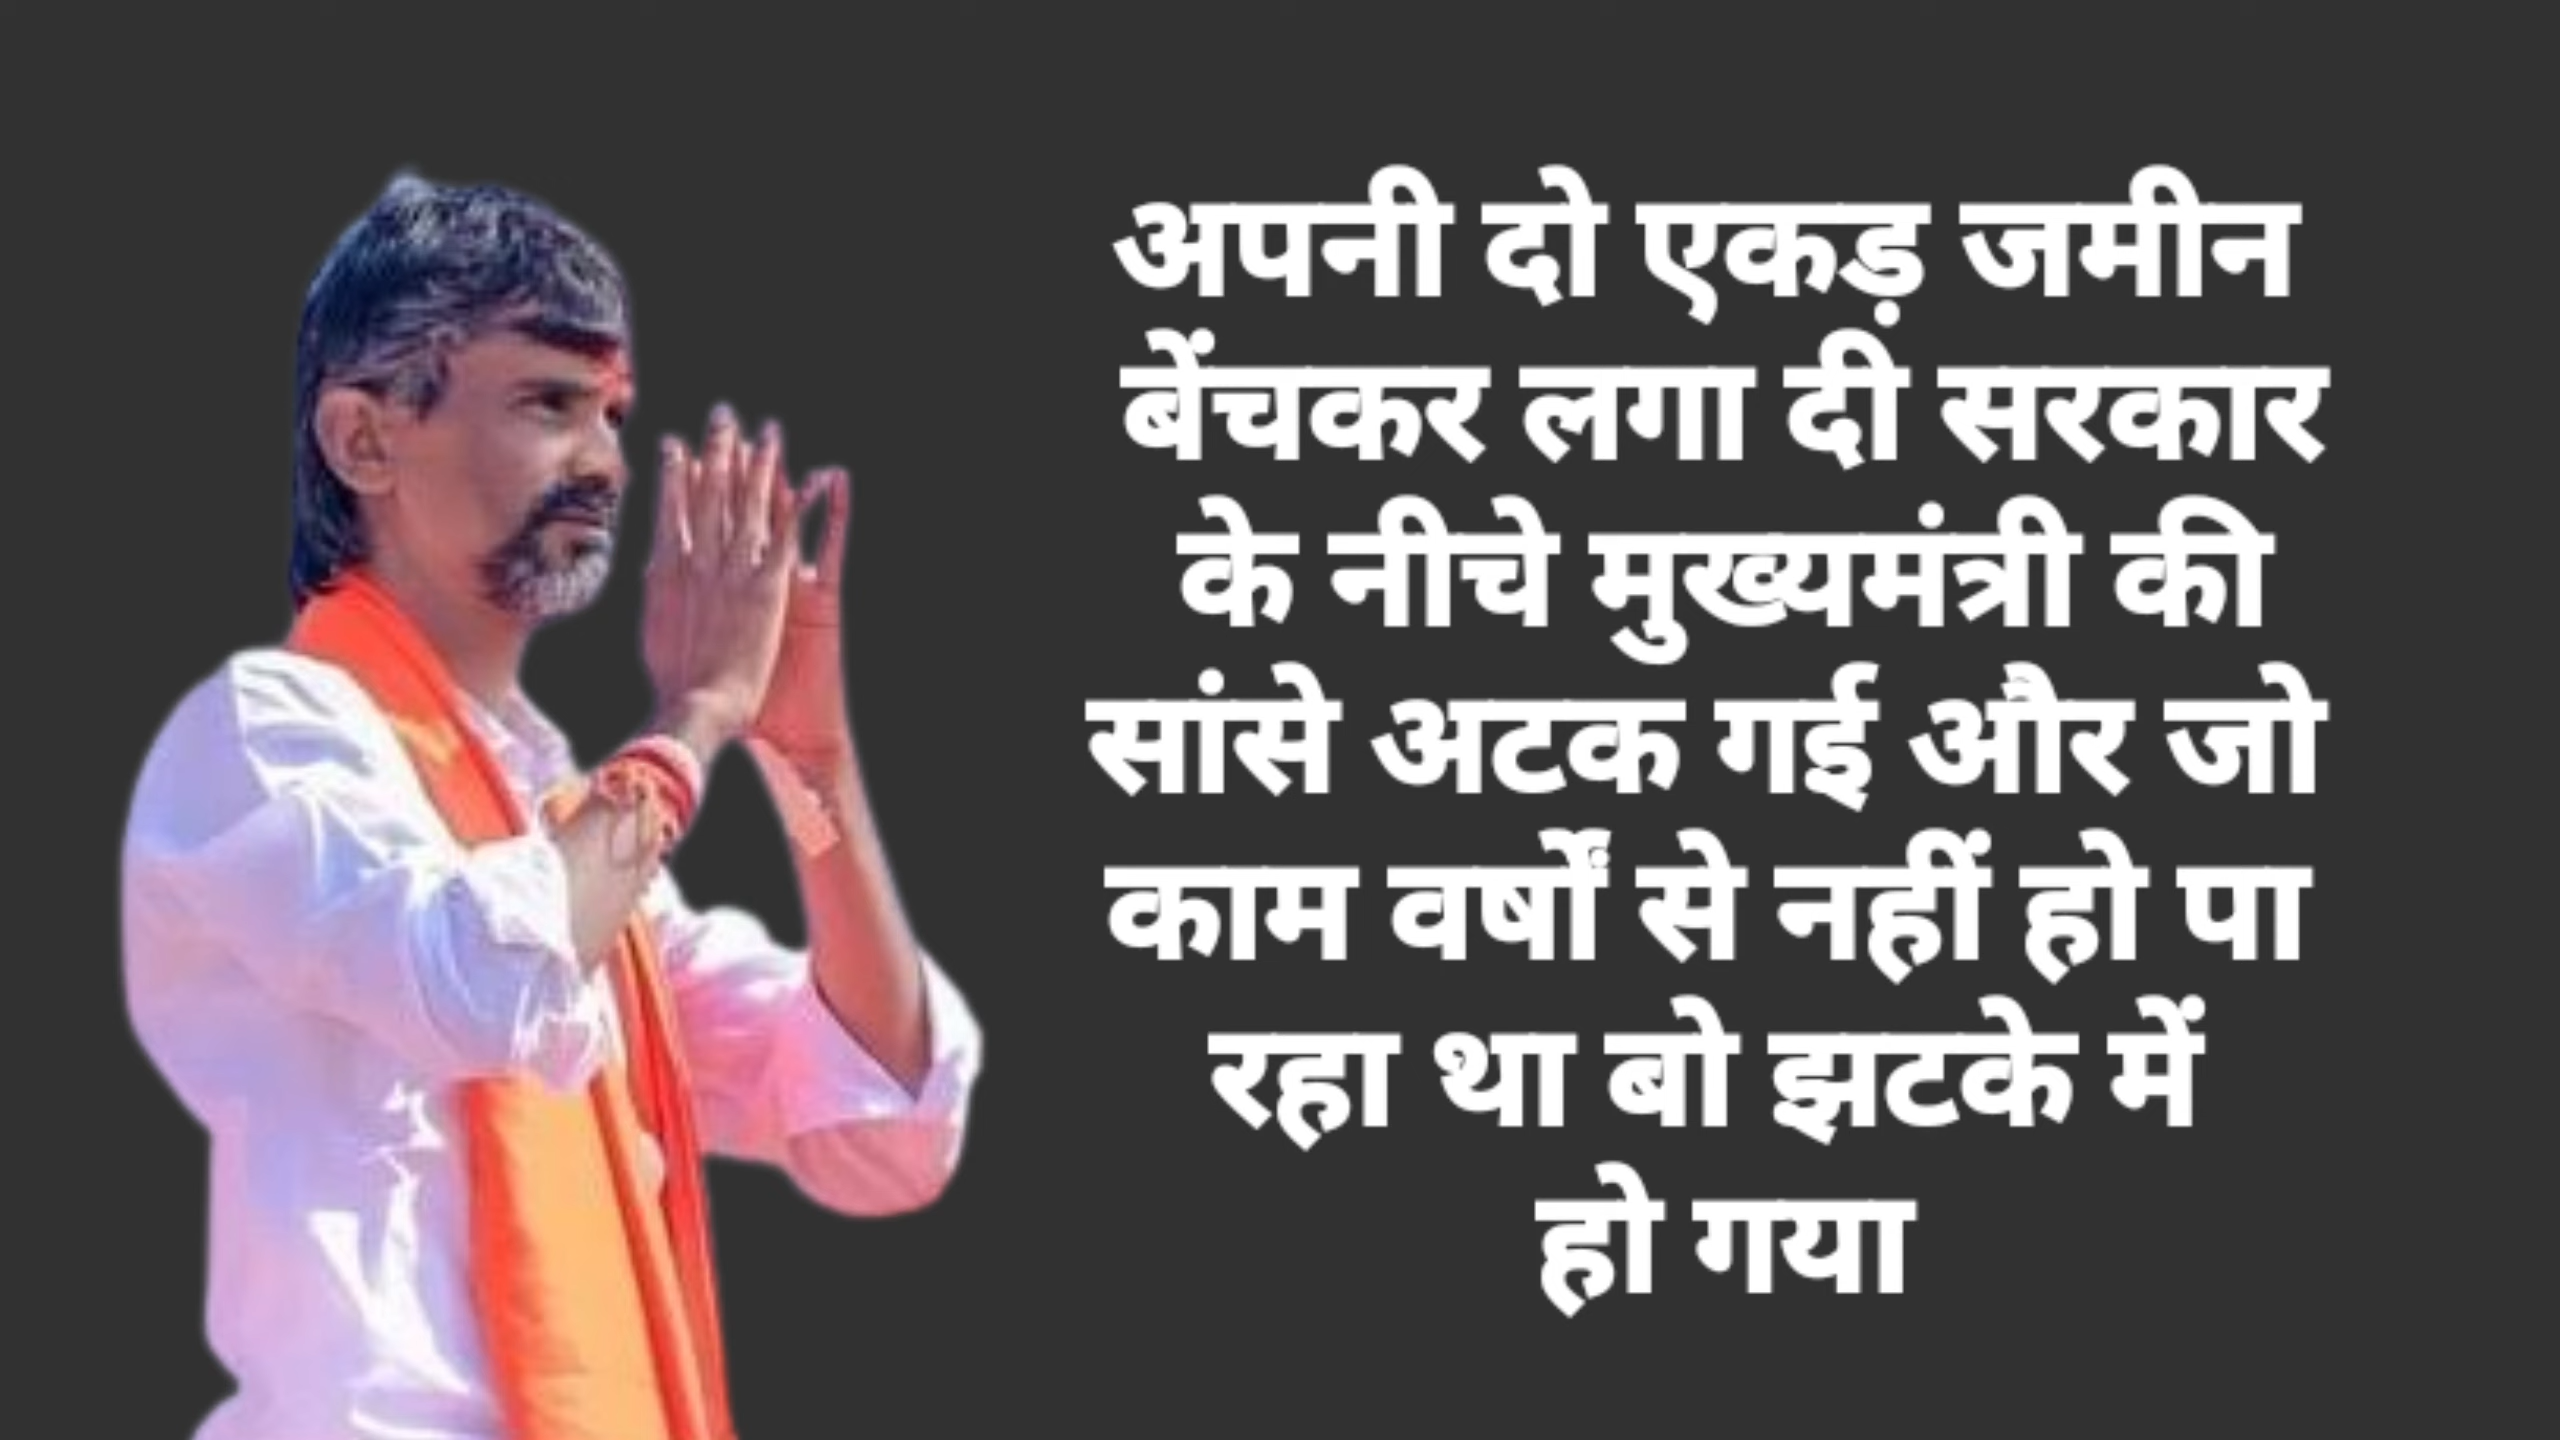 अपनी दो एकड़ जमीन
बेंचकर लगा दी सरकार
के नीचे मुख्यमंत्री की
सांसे अटक गई और जो
काम वर्षों से नहीं हो पा
रहा था बो झटके में
हो गया